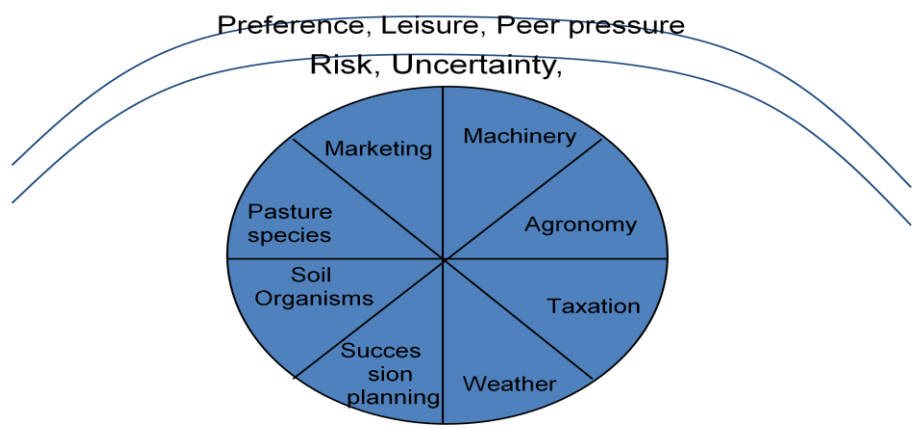 Preference, Leisure, Peer pressure
Risk, Uncertainty,
Marketing
Machinery
Pasture
species
Agronomy
Soil
Organisms
Taxation
Succes
sion
planning
Weather